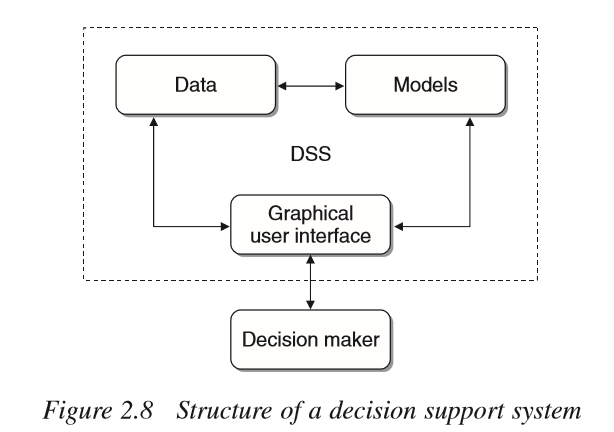 Data
Models
DSS
Graphical
user interface
Decision maker
Figure 2.8 Structure of a decision support system